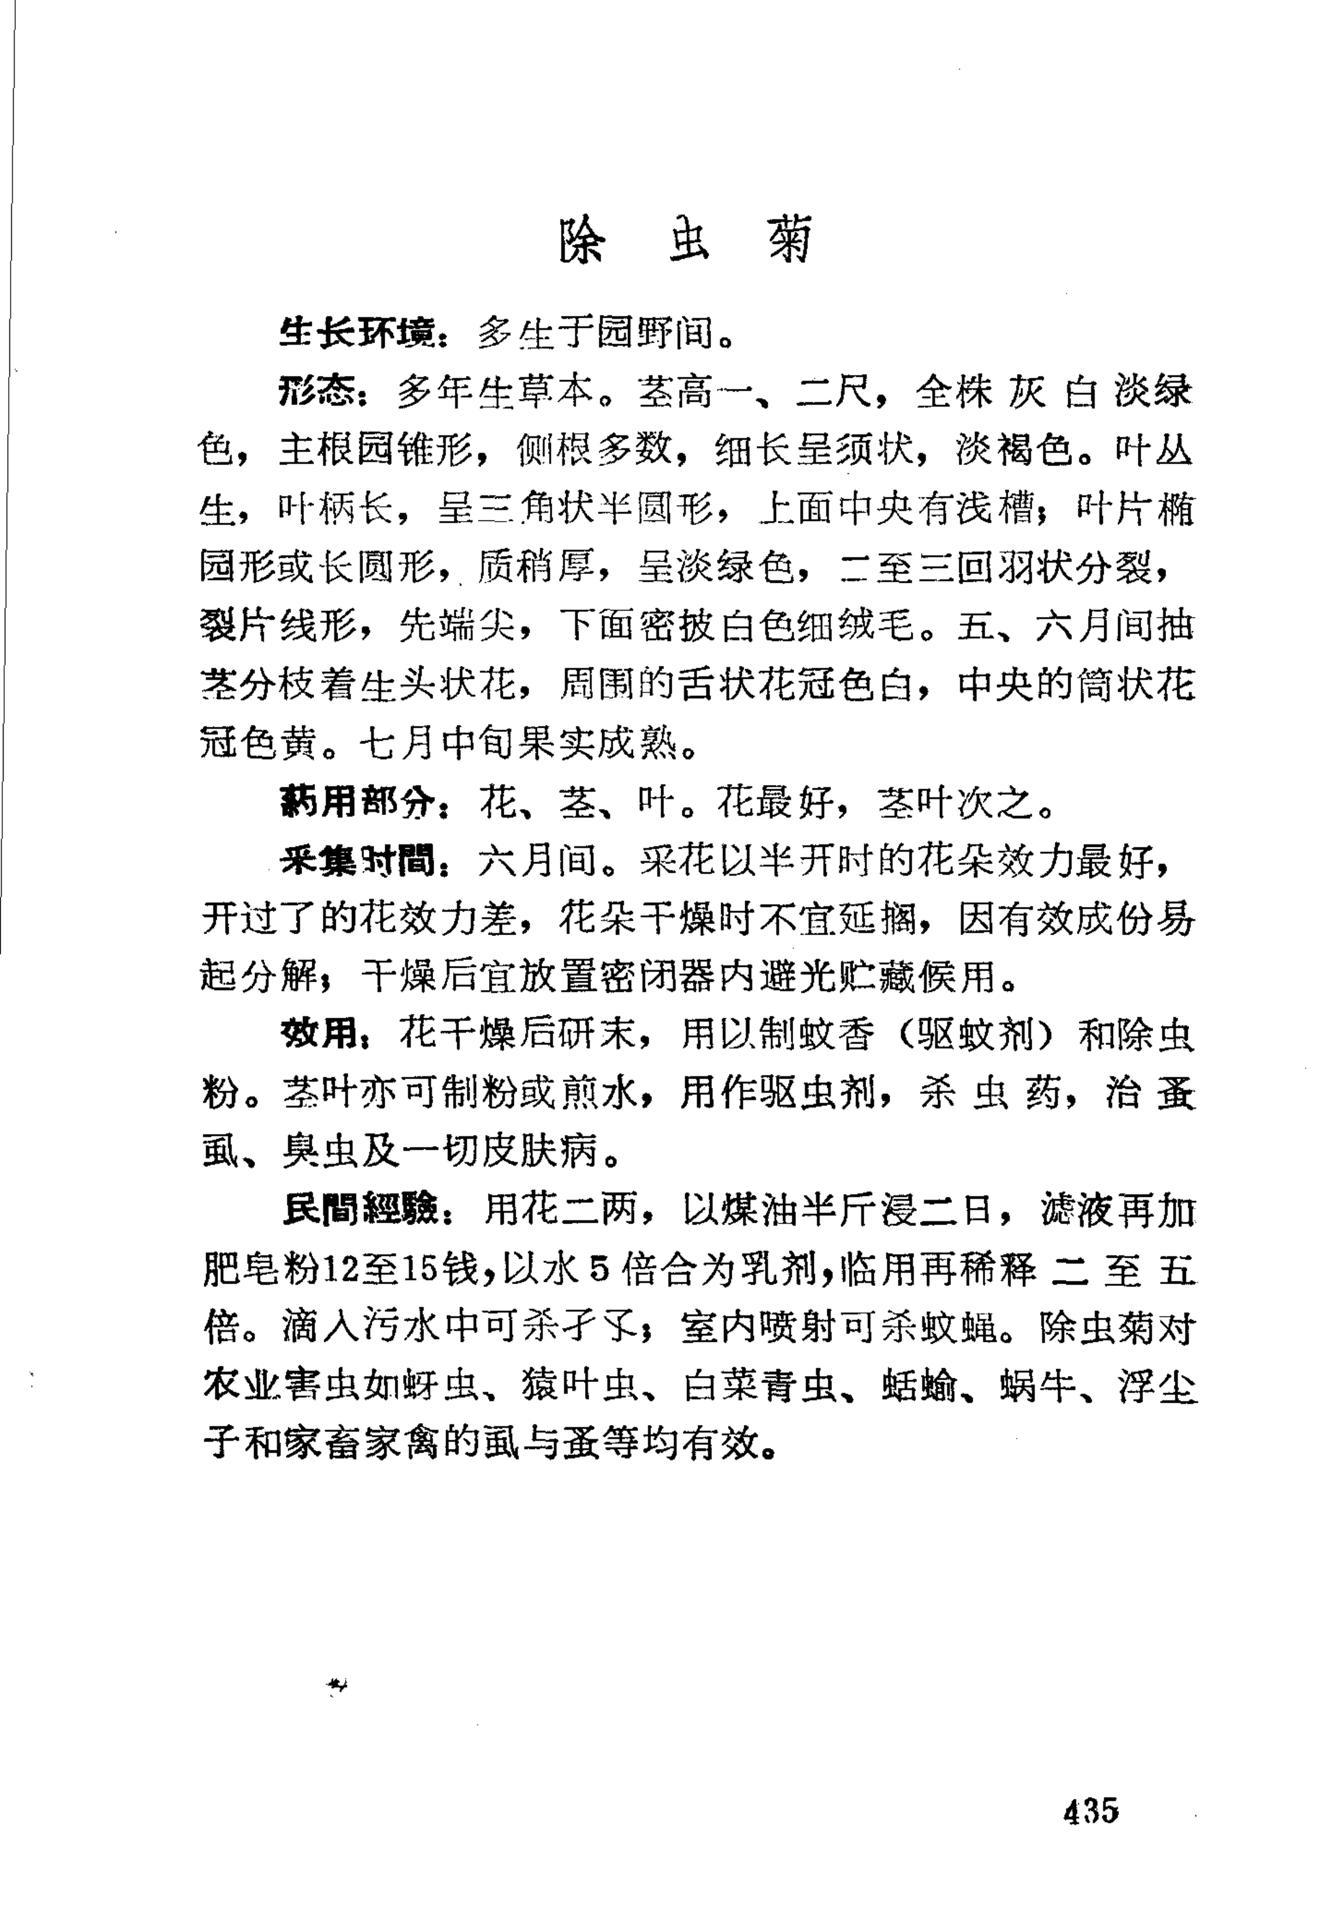 除虫菊
生长环境：多生于园野间。
形态：多年生草本。茎高一、二尺，全株灰白淡绿
色，主根园锥形，侧根多数，细长呈须状，淡褐色。叶丛
生，叶柄长，呈三角状半圆形，上面中央有浅槽；叶片椭
园形或长圆形，质稍厚，呈淡绿色，二至三回羽状分裂，
裂片线形，先端尖，下面密披白色细绒毛。五、六月间抽
茎分枝着生头状花，周围的舌状花冠色白，中央的筒状花
冠色黄。七月中旬果实成熟。
药用部分：花、茎、叶。花最好，茎叶次之。
采集时間：六月间。采花以半开时的花朵效力最好，
开过了的花效力差，花朵干燥时不宜延搁，因有效成份易
起分解；干燥后宜放置密闭器内避光贮藏候用。
效用：花干燥后研末，用以制蚊香（驱蚊剂）和除虫
粉。茎叶亦可制粉或煎水，用作驱虫剂，杀虫药，治蚤
虱、臭虫及一切皮肤病。
民間經驗：用花二两，以煤油半斤浸二日，滤液再加
肥皂粉12至15钱，以水5倍合为乳剂，临用再稀释二至五
倍。滴入污水中可杀孑孓；室内喷射可杀蚊蝇。除虫菊对
农业害虫如蚜虫、猿叶虫、白菜青虫、蛞蝓、蜗牛、浮尘
子和家畜家禽的虱与蚤等均有效。
435